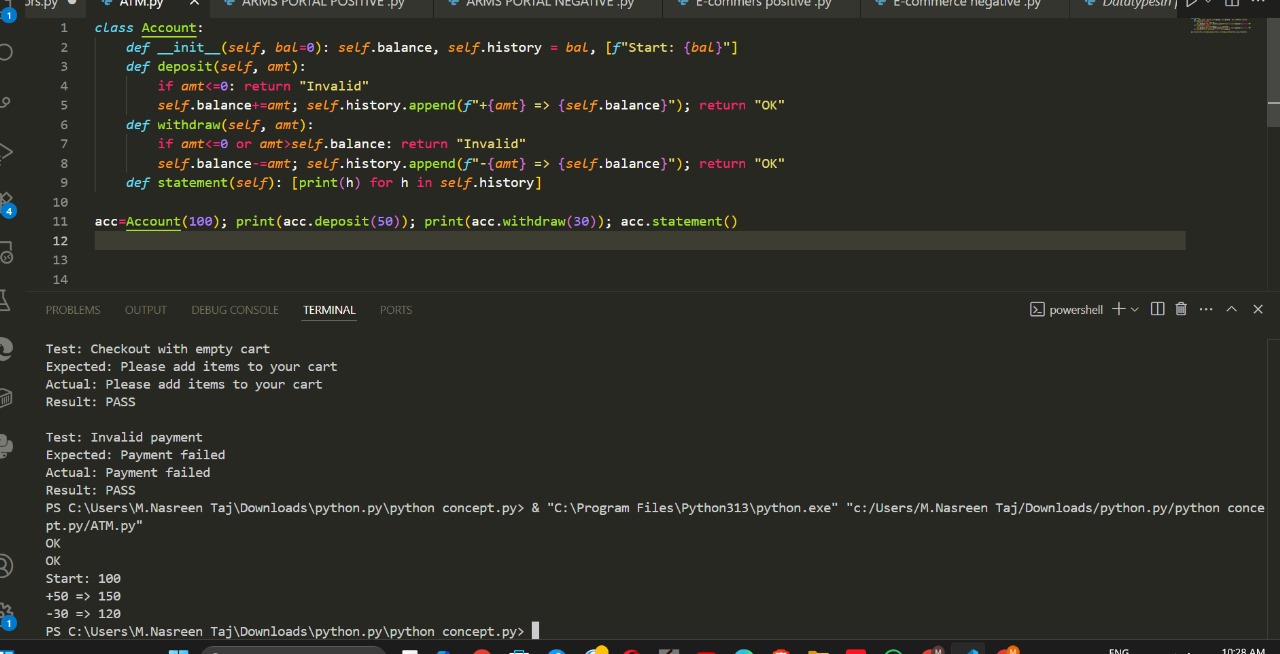 ors.py
ATM.py
ARMS PORTAL POSITIVE .py
ARMS PORTAL NEGATIVE .py
E-commers positive .py
E-commerce negative .py
1 class Account:
2 def __init__(self, bal=0): self.balance, self.history = bal, [f"Start: {bal}"]
3 def deposit(self, amt):
4 if amt<=0: return "Invalid"
5 self.balance+=amt; self.history.append(f"+{amt} => {self.balance}"); return "OK"
6 def withdraw(self, amt):
7 if amt<=0 or amt>self.balance: return "Invalid"
8 self.balance-=amt; self.history.append(f"-{amt} => {self.balance}"); return "OK"
9 def statement(self): [print(h) for h in self.history]
10
11 acc=Account(100); print(acc.deposit(50)); print(acc.withdraw(30)); acc.statement()
12
13
14
1
4
1
PROBLEMS OUTPUT DEBUG CONSOLE TERMINAL PORTS powershell
Test: Checkout with empty cart
Expected: Please add items to your cart
Actual: Please add items to your cart
Result: PASS
Test: Invalid payment
Expected: Payment failed
Actual: Payment failed
Result: PASS
PS C:\Users\M.Nasreen Taj\Downloads\python.py\python concept.py> & "C:\Program Files\Python313\python.exe" "c:/Users/M.Nasreen Taj/Downloads/python.py/python conce
pt.py/ATM.py"
OK
OK
Start: 100
+50 => 150
-30 => 120
PS C:\Users\M.Nasreen Taj\Downloads\python.py\python concept.py>
ENG
10:28 AM